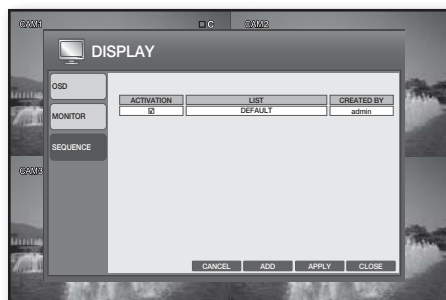 CAM1 C CAM2
DISPLAY
OSD
MONITOR
SEQUENCE
ACTIVATION LIST CREATED BY
☑ DEFAULT admin
CAM3
CANCEL ADD APPLY CLOSE